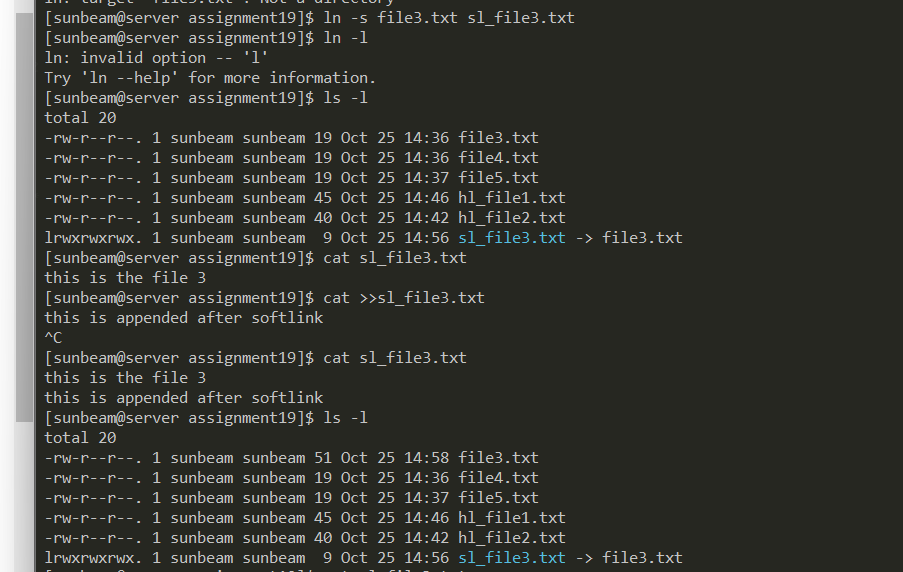 ln: target 'file3.txt': Not a directory
[sunbeam@server assignment19]$ ln -s file3.txt sl_file3.txt
[sunbeam@server assignment19]$ ln -l
ln: invalid option -- 'l'
Try 'ln --help' for more information.
[sunbeam@server assignment19]$ ls -l
total 20
-rw-r--r--. 1 sunbeam sunbeam 19 Oct 25 14:36 file3.txt
-rw-r--r--. 1 sunbeam sunbeam 19 Oct 25 14:36 file4.txt
-rw-r--r--. 1 sunbeam sunbeam 19 Oct 25 14:37 file5.txt
-rw-r--r--. 1 sunbeam sunbeam 45 Oct 25 14:46 hl_file1.txt
-rw-r--r--. 1 sunbeam sunbeam 40 Oct 25 14:42 hl_file2.txt
lrwxrwxrwx. 1 sunbeam sunbeam  9 Oct 25 14:56 sl_file3.txt -> file3.txt
[sunbeam@server assignment19]$ cat sl_file3.txt
this is the file 3
[sunbeam@server assignment19]$ cat >>sl_file3.txt
this is appended after softlink
^C
[sunbeam@server assignment19]$ cat sl_file3.txt
this is the file 3
this is appended after softlink
[sunbeam@server assignment19]$ ls -l
total 20
-rw-r--r--. 1 sunbeam sunbeam 51 Oct 25 14:58 file3.txt
-rw-r--r--. 1 sunbeam sunbeam 19 Oct 25 14:36 file4.txt
-rw-r--r--. 1 sunbeam sunbeam 19 Oct 25 14:37 file5.txt
-rw-r--r--. 1 sunbeam sunbeam 45 Oct 25 14:46 hl_file1.txt
-rw-r--r--. 1 sunbeam sunbeam 40 Oct 25 14:42 hl_file2.txt
lrwxrwxrwx. 1 sunbeam sunbeam  9 Oct 25 14:56 sl_file3.txt -> file3.txt